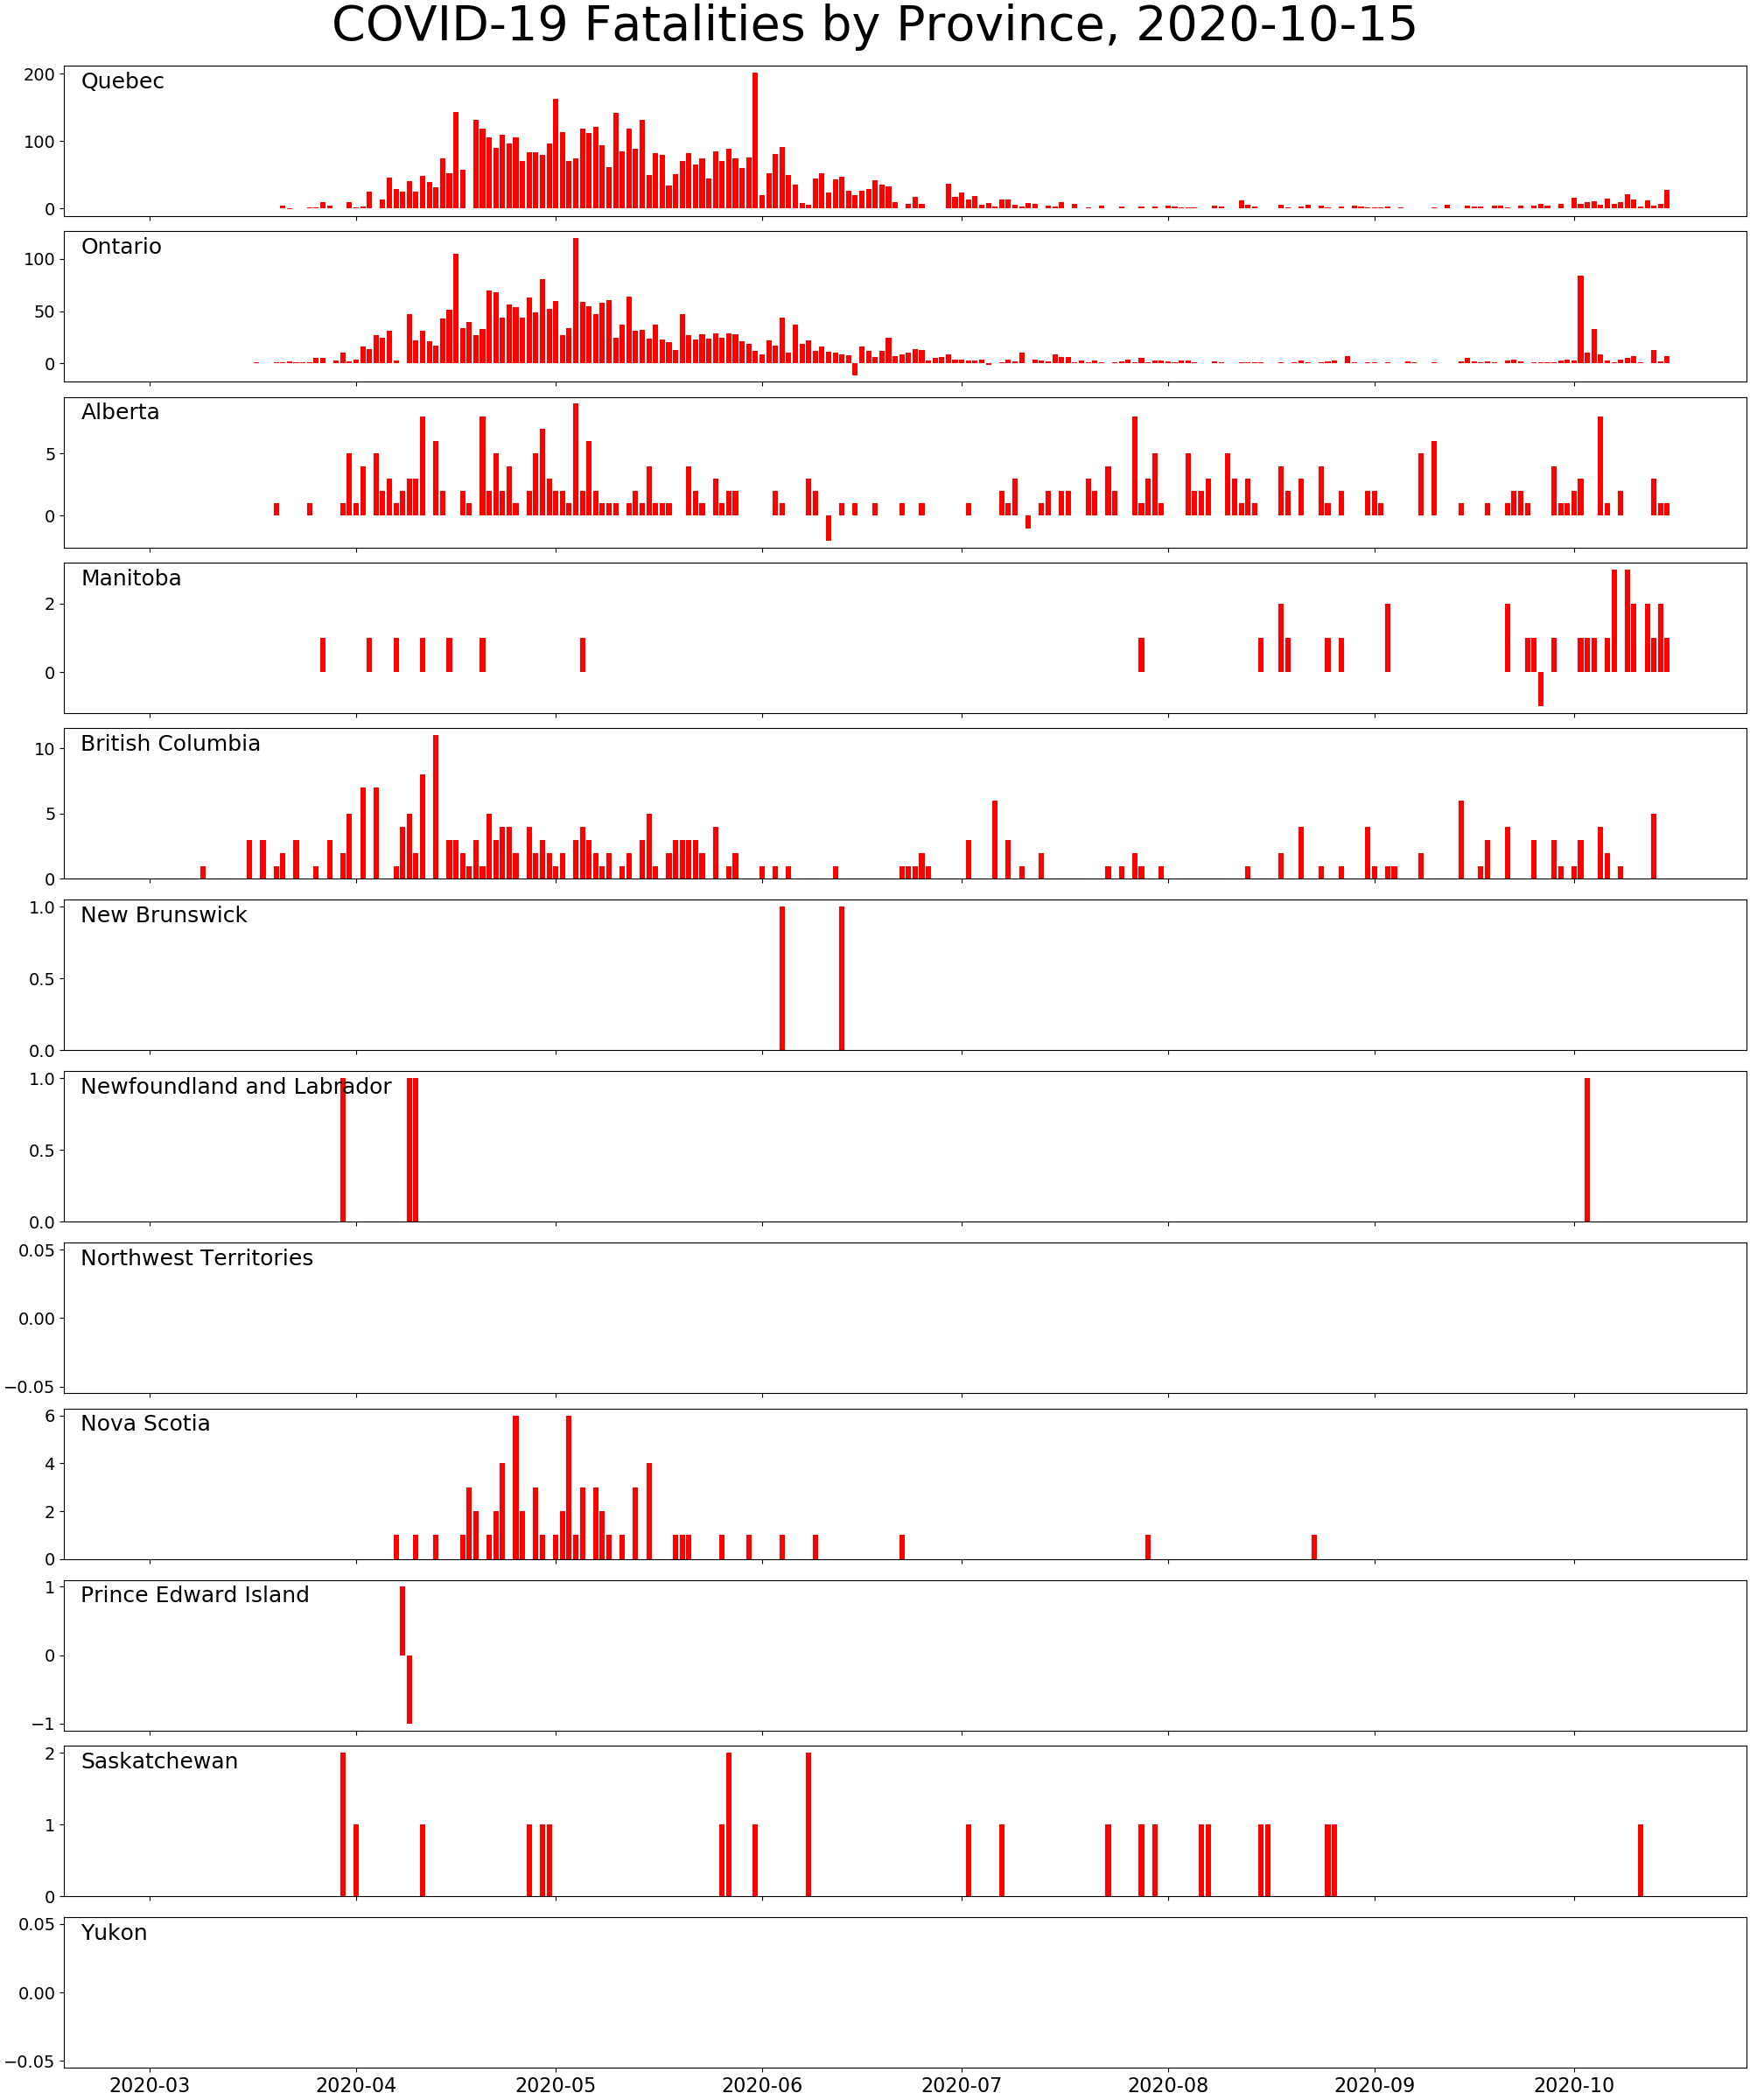 COVID-19 Fatalities by Province, 2020-10-15
Quebec
200
100
0
Ontario
100
50
0
Alberta
5
0
Manitoba
2
0
British Columbia
10
5
0
New Brunswick
1.0
0.5
0.0
Newfoundland and Labrador
1.0
0.5
0.0
Northwest Territories
0.05
0.00
−0.05
Nova Scotia
6
4
2
0
Prince Edward Island
1
0
−1
Saskatchewan
2
1
0
Yukon
0.05
0.00
−0.05
2020-03 2020-04 2020-05 2020-06 2020-07 2020-08 2020-09 2020-10